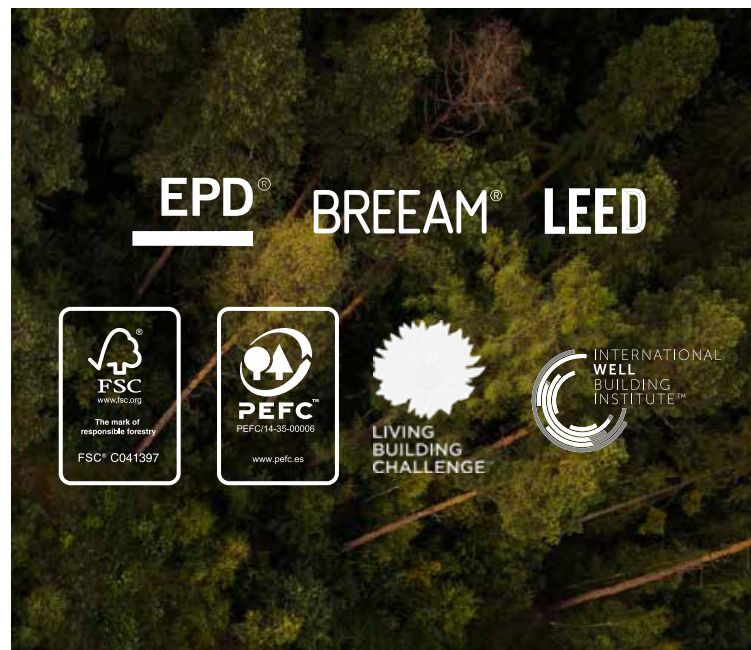 EPD®
BREEAM®
LEED
FSC®
www.fsc.org
The mark of
responsible forestry
FSC® C041397
PEFC™
PEFC/14-35-00006
www.pefc.es
LIVING
BUILDING
CHALLENGE
INTERNATIONAL
WELL
BUILDING
INSTITUTE™